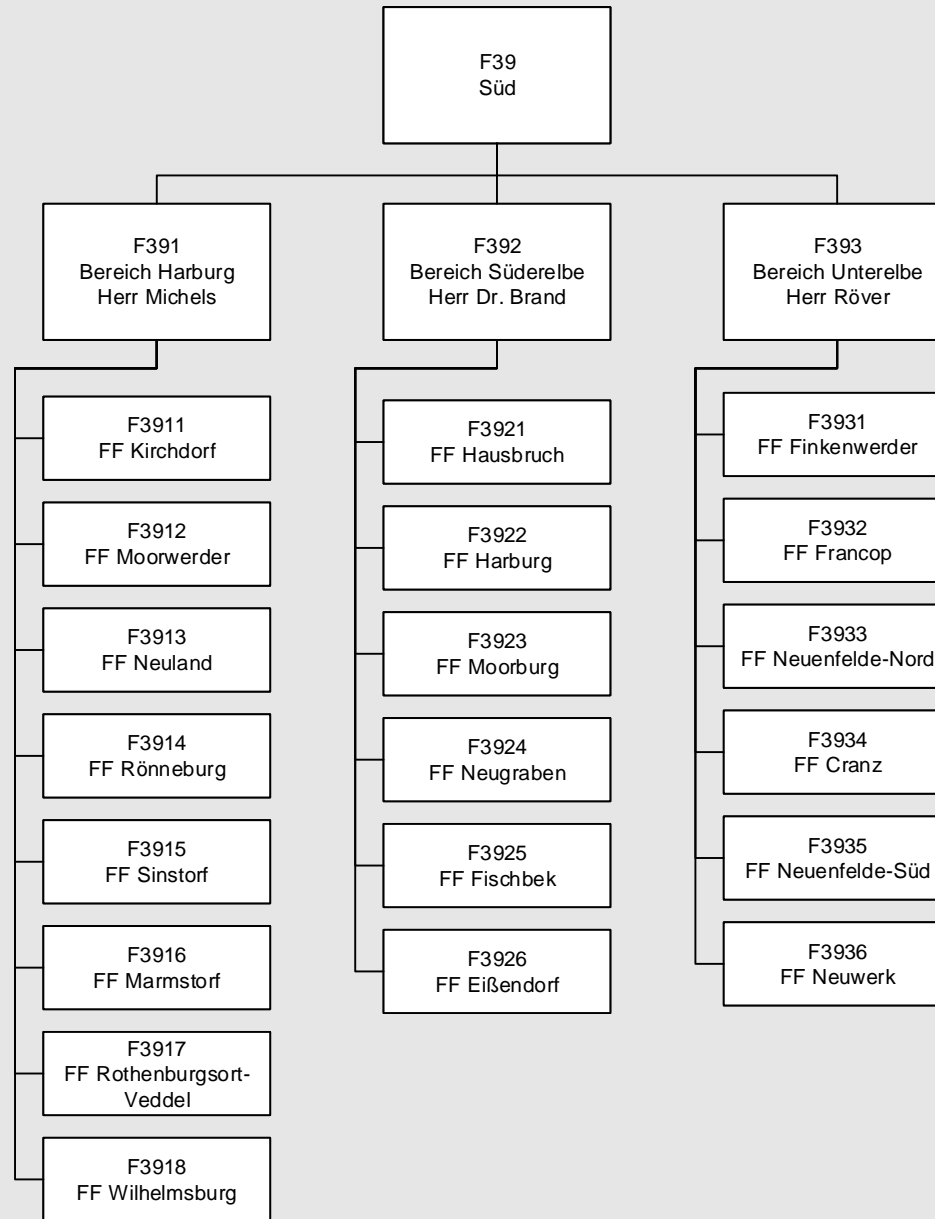 F39
Süd
F391
Bereich Harburg
Herr Michels
F3911
FF Kirchdorf
F3912
FF Moorwerder
F3913
FF Neuland
F3914
FF Rönneburg
F3915
FF Sinstorf
F3916
FF Marmstorf
F3917
FF Rothenburgsort-
Veddel
F3918
FF Wilhelmsburg
F392
Bereich Süderelbe
Herr Dr. Brand
F3921
FF Hausbruch
F3922
FF Harburg
F3923
FF Moorburg
F3924
FF Neugraben
F3925
FF Fischbek
F3926
FF Eißendorf
F393
Bereich Unterelbe
Herr Röver
F3931
FF Finkenwerder
F3932
FF Francop
F3933
FF Neuenfelde-Nord
F3934
FF Cranz
F3935
FF Neuenfelde-Süd
F3936
FF Neuwerk